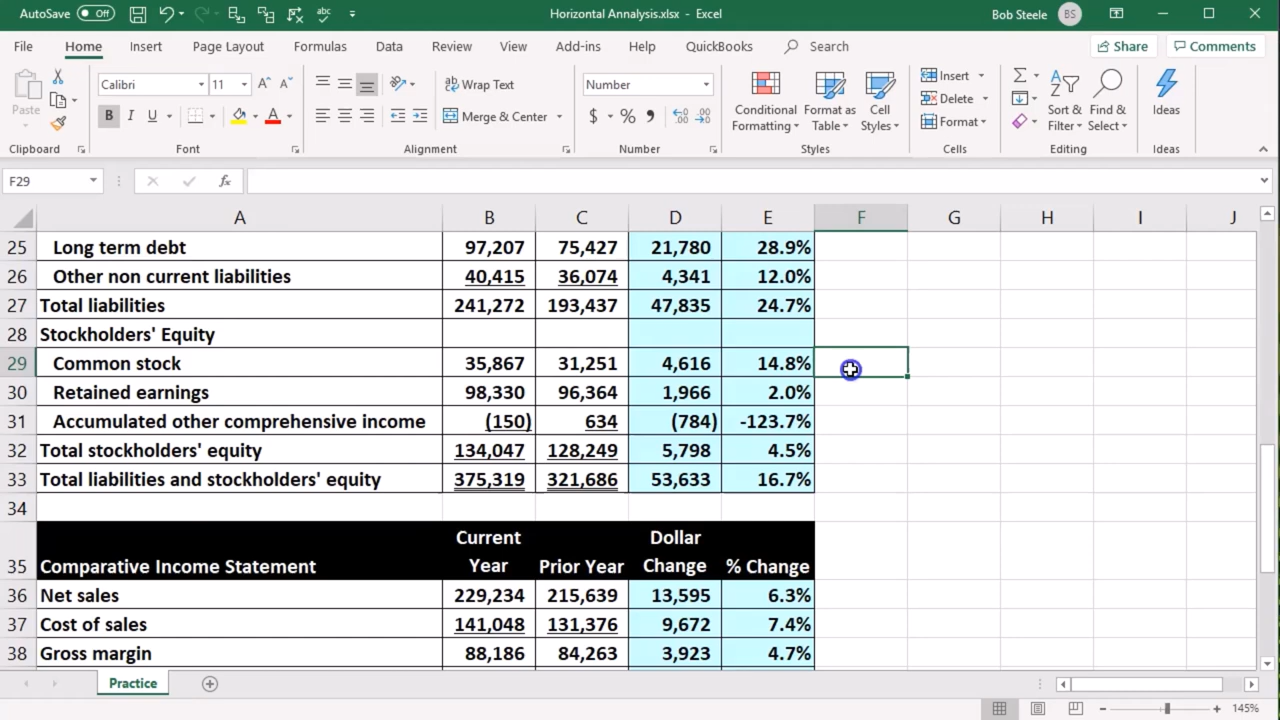 AutoSave Off Horizontal Annalysis.xlsx - Excel Bob Steele BS
File Home Insert Page Layout Formulas Data Review View Add-ins Help QuickBooks Search Share Comments
Paste Calibri 11 Wrap Text Number Insert Σ
B I U A Merge & Center $ % Conditional Formatting Format as Table Cell Styles Delete Format Sort & Filter Find & Select Ideas
Clipboard Font Alignment Number Styles Cells Editing Ideas
F29 fx
A B C D E F G H I J
25 Long term debt 97,207 75,427 21,780 28.9%
26 Other non current liabilities 40,415 36,074 4,341 12.0%
27 Total liabilities 241,272 193,437 47,835 24.7%
28 Stockholders' Equity
29 Common stock 35,867 31,251 4,616 14.8%
30 Retained earnings 98,330 96,364 1,966 2.0%
31 Accumulated other comprehensive income (150) 634 (784) -123.7%
32 Total stockholders' equity 134,047 128,249 5,798 4.5%
33 Total liabilities and stockholders' equity 375,319 321,686 53,633 16.7%
34
Current Dollar
35 Comparative Income Statement Year Prior Year Change % Change
36 Net sales 229,234 215,639 13,595 6.3%
37 Cost of sales 141,048 131,376 9,672 7.4%
38 Gross margin 88,186 84,263 3,923 4.7%
Practice
145%